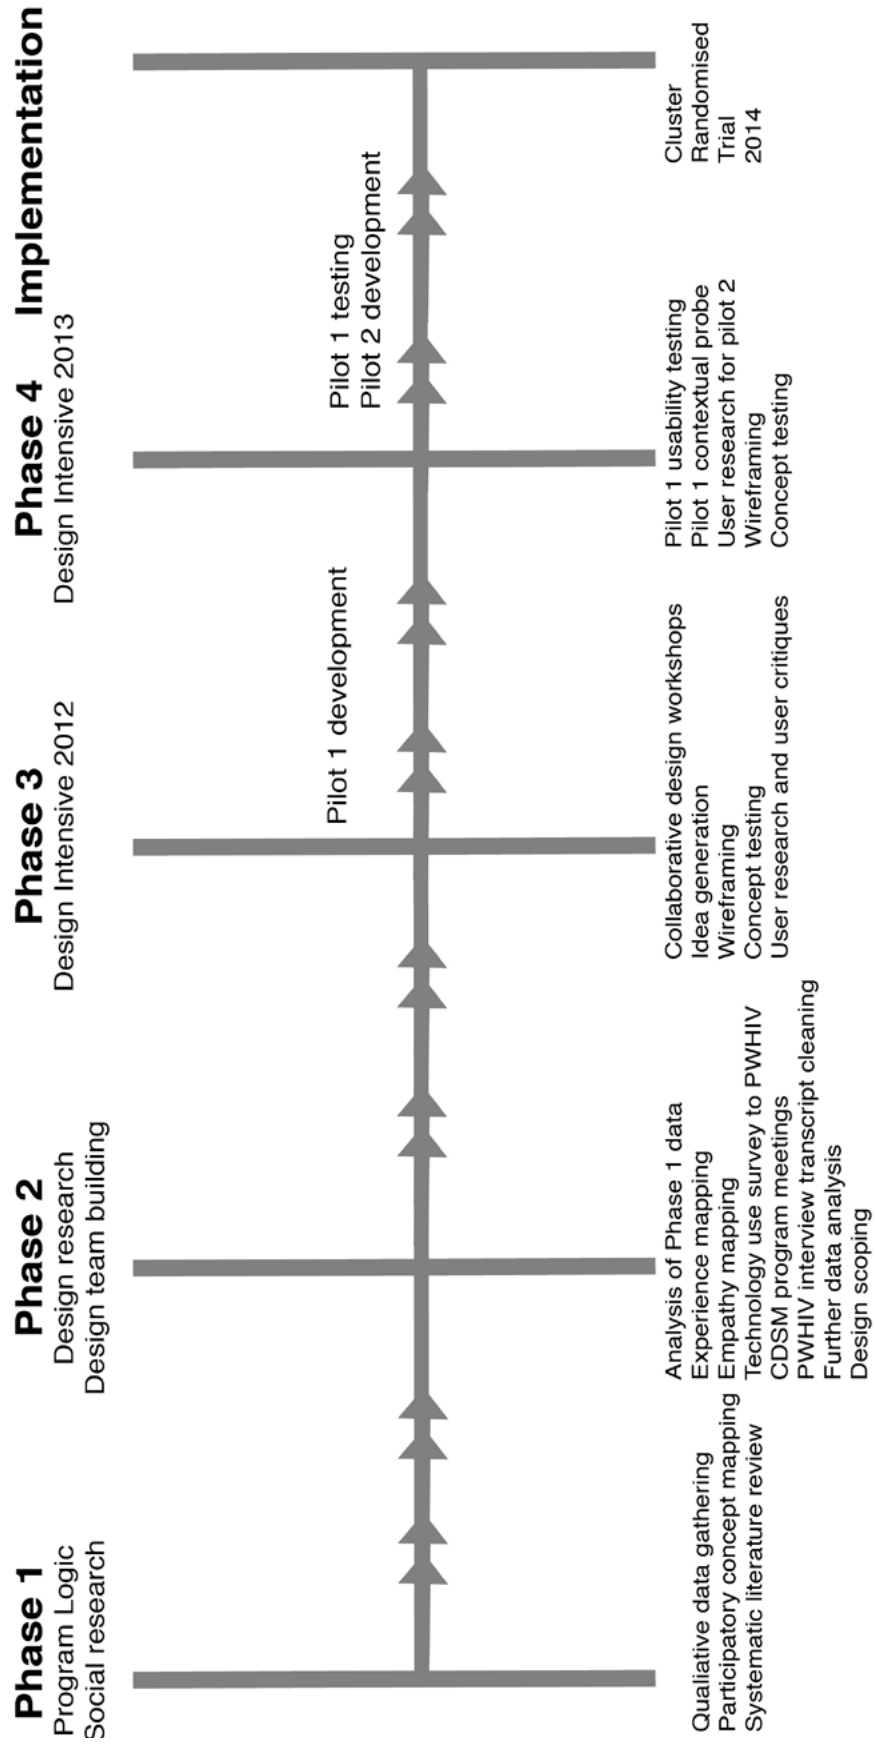 Phase 1
Program Logic
Social research
Phase 2
Design research
Design team building
Phase 3
Design Intensive 2012
Phase 4
Design Intensive 2013
Implementation
Pilot 1 development
Pilot 1 testing
Pilot 2 development
Qualiative data gathering
Participatory concept mapping
Systematic literature review
Analysis of Phase 1 data
Experience mapping
Empathy mapping
Technology use survey to PWHIV
CDSM program meetings
PWHIV interview transcript cleaning
Further data analysis
Design scoping
Collaborative design workshops
Idea generation
Wireframing
Concept testing
User research and user critiques
Pilot 1 usability testing
Pilot 1 contextual probe
User research for pilot 2
Wireframing
Concept testing
Cluster
Randomised
Trial
2014